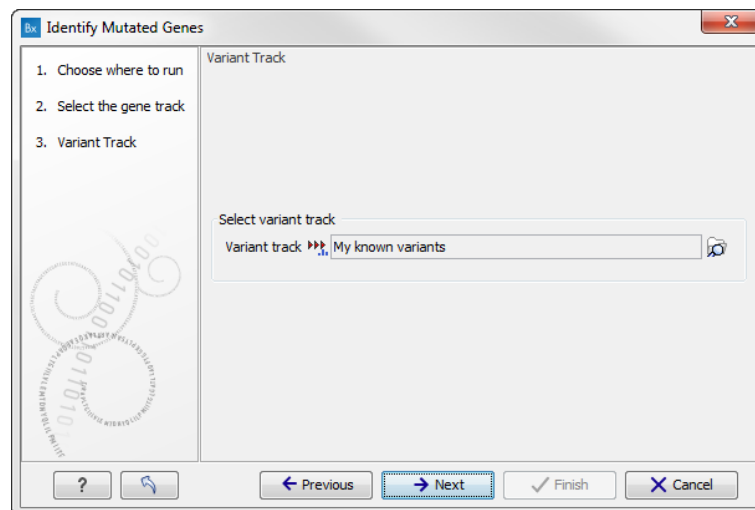 Bx Identify Mutated Genes
1. Choose where to run
2. Select the gene track
3. Variant Track
Variant Track
Select variant track
Variant track My known variants
? Previous Next Finish Cancel